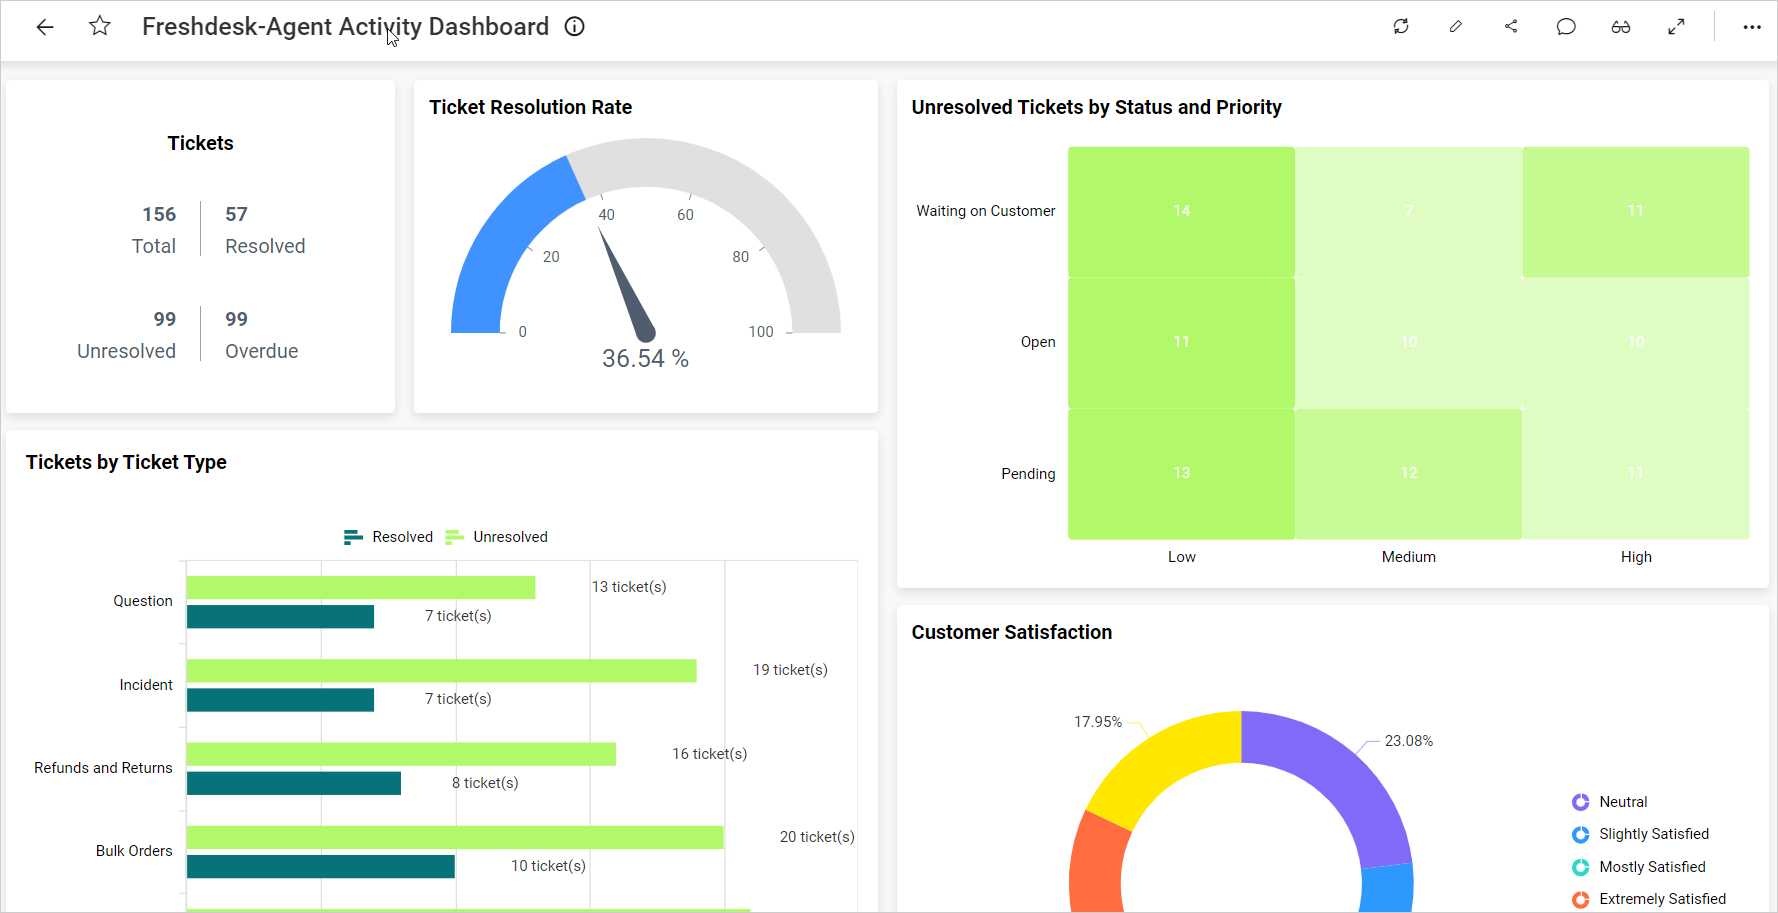 Freshdesk-Agent Activity Dashboard
Tickets
156
57
Total
Resolved
99
99
Unresolved
Overdue
Ticket Resolution Rate
0
20
40
60
80
100
36.54 %
Unresolved Tickets by Status and Priority
Waiting on Customer
14
7
11
Open
11
10
10
Pending
13
12
11
Low
Medium
High
Tickets by Ticket Type
Resolved
Unresolved
Question
13 ticket(s)
7 ticket(s)
Incident
19 ticket(s)
7 ticket(s)
Refunds and Returns
16 ticket(s)
8 ticket(s)
Bulk Orders
20 ticket(s)
10 ticket(s)
Customer Satisfaction
17.95%
23.08%
Neutral
Slightly Satisfied
Mostly Satisfied
Extremely Satisfied